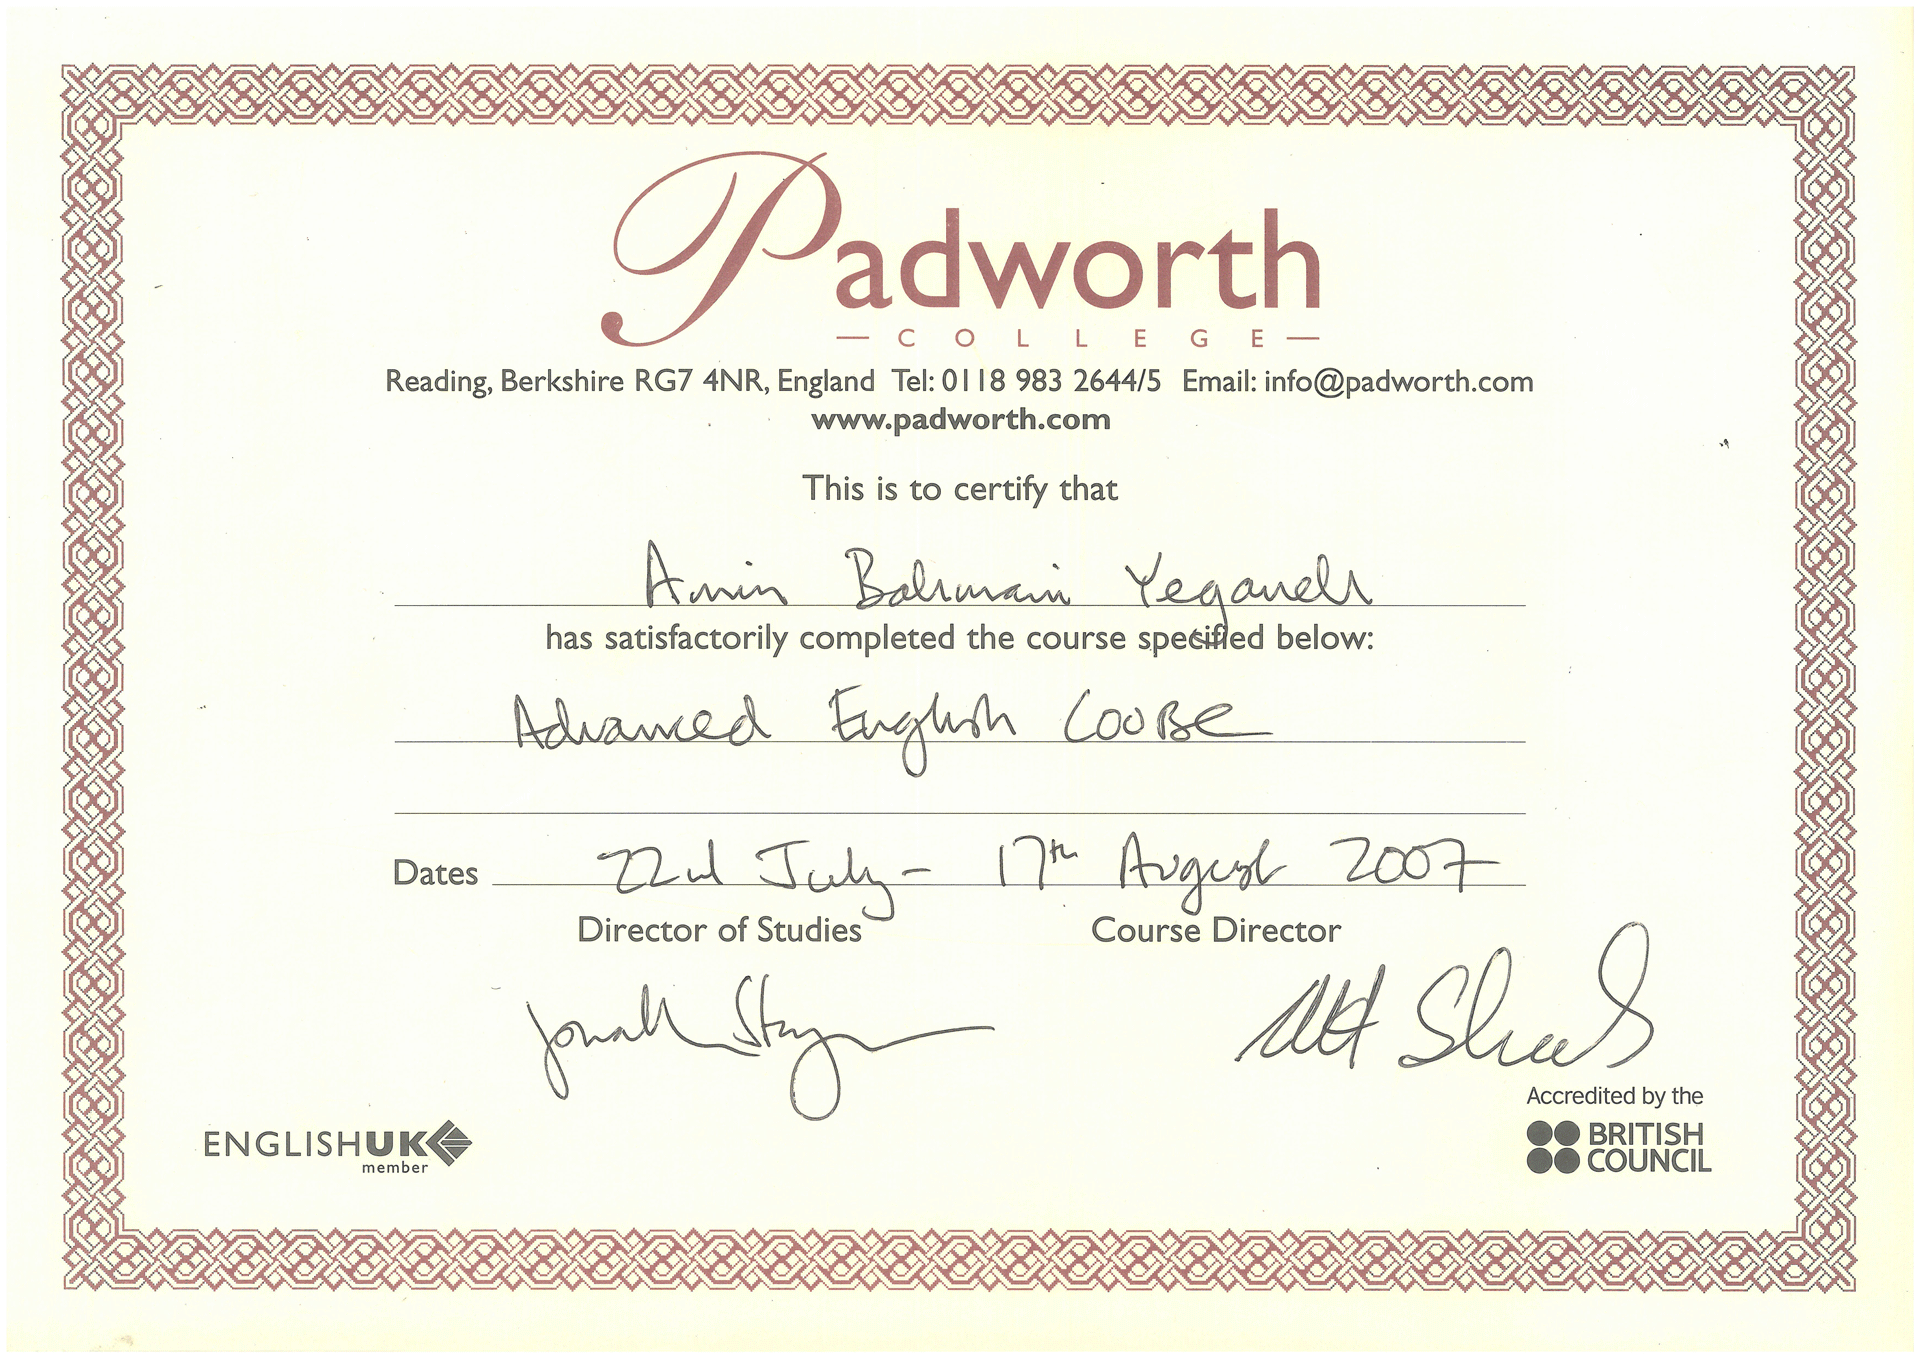 Padworth
COLLEGE
Reading, Berkshire RG7 4NR, England Tel: 0118 983 2644/5 Email: info@padworth.com
www.padworth.com
This is to certify that
Amin Bahmani Yeganeh
has satisfactorily completed the course specified below:
Advanced English Course
Dates 22nd July - 17th August 2007
Director of Studies Course Director
Accredited by the
ENGLISHUK
member
BRITISH
COUNCIL